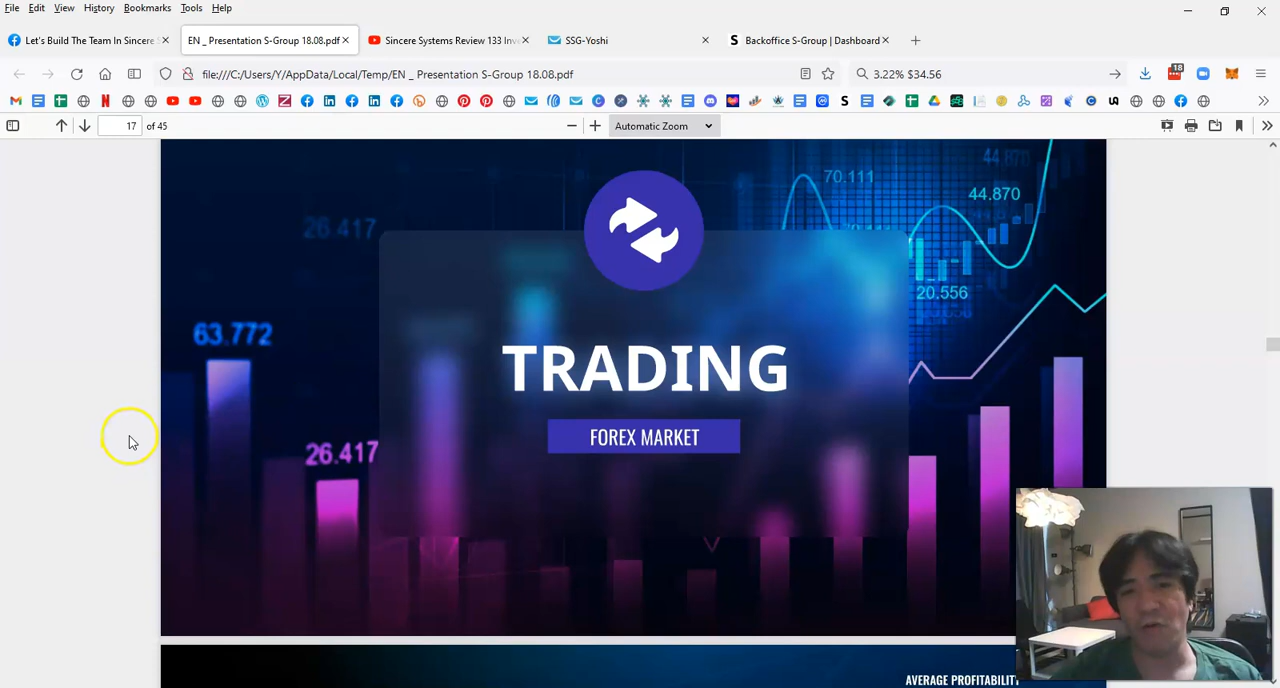 File Edit View History Bookmarks Tools Help
Let's Build The Team In Sincere S
EN _ Presentation S-Group 18.08.pdf
Sincere Systems Review 133 Inv
SSG-Yoshi
Backoffice S-Group | Dashboard
file:///C:/Users/Y/AppData/Local/Temp/EN _ Presentation S-Group 18.08.pdf
3.22% $34.56
18
17 of 45
Automatic Zoom
70.111
44.870
44.870
26.417
20.556
63.772
TRADING
FOREX MARKET
26.417
AVERAGE PROFITABILITY